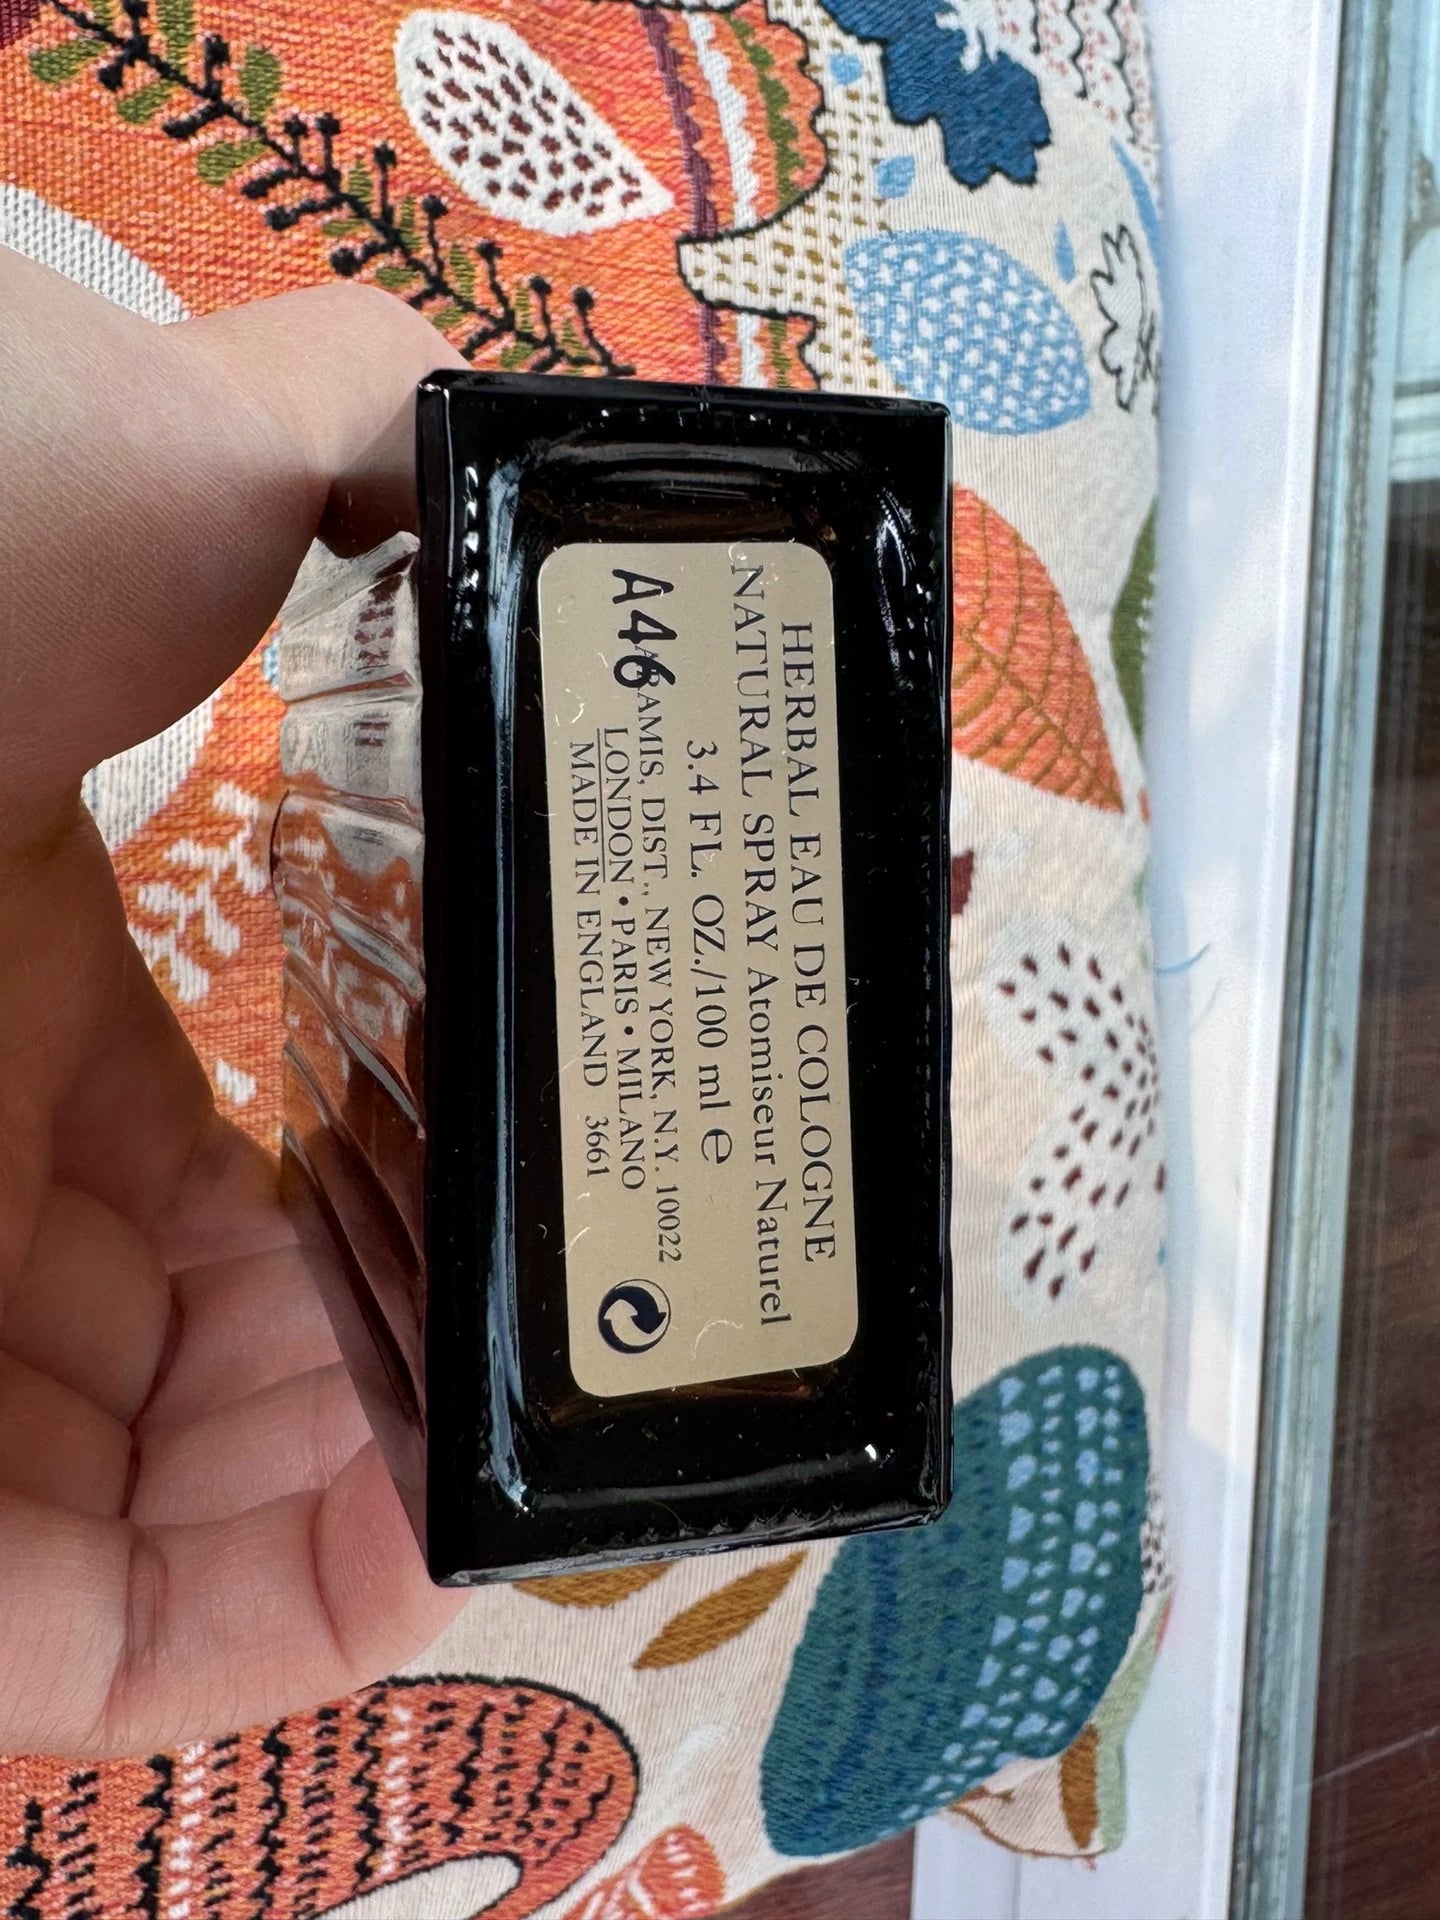 HERBAL EAU DE COLOGNE
NATURAL SPRAY Atomiseur Naturel
3.4 FL. OZ./100 ml ℮
A46
ARAMIS, DIST., NEW YORK, N.Y. 10022
LONDON • PARIS • MILANO
MADE IN ENGLAND 3661